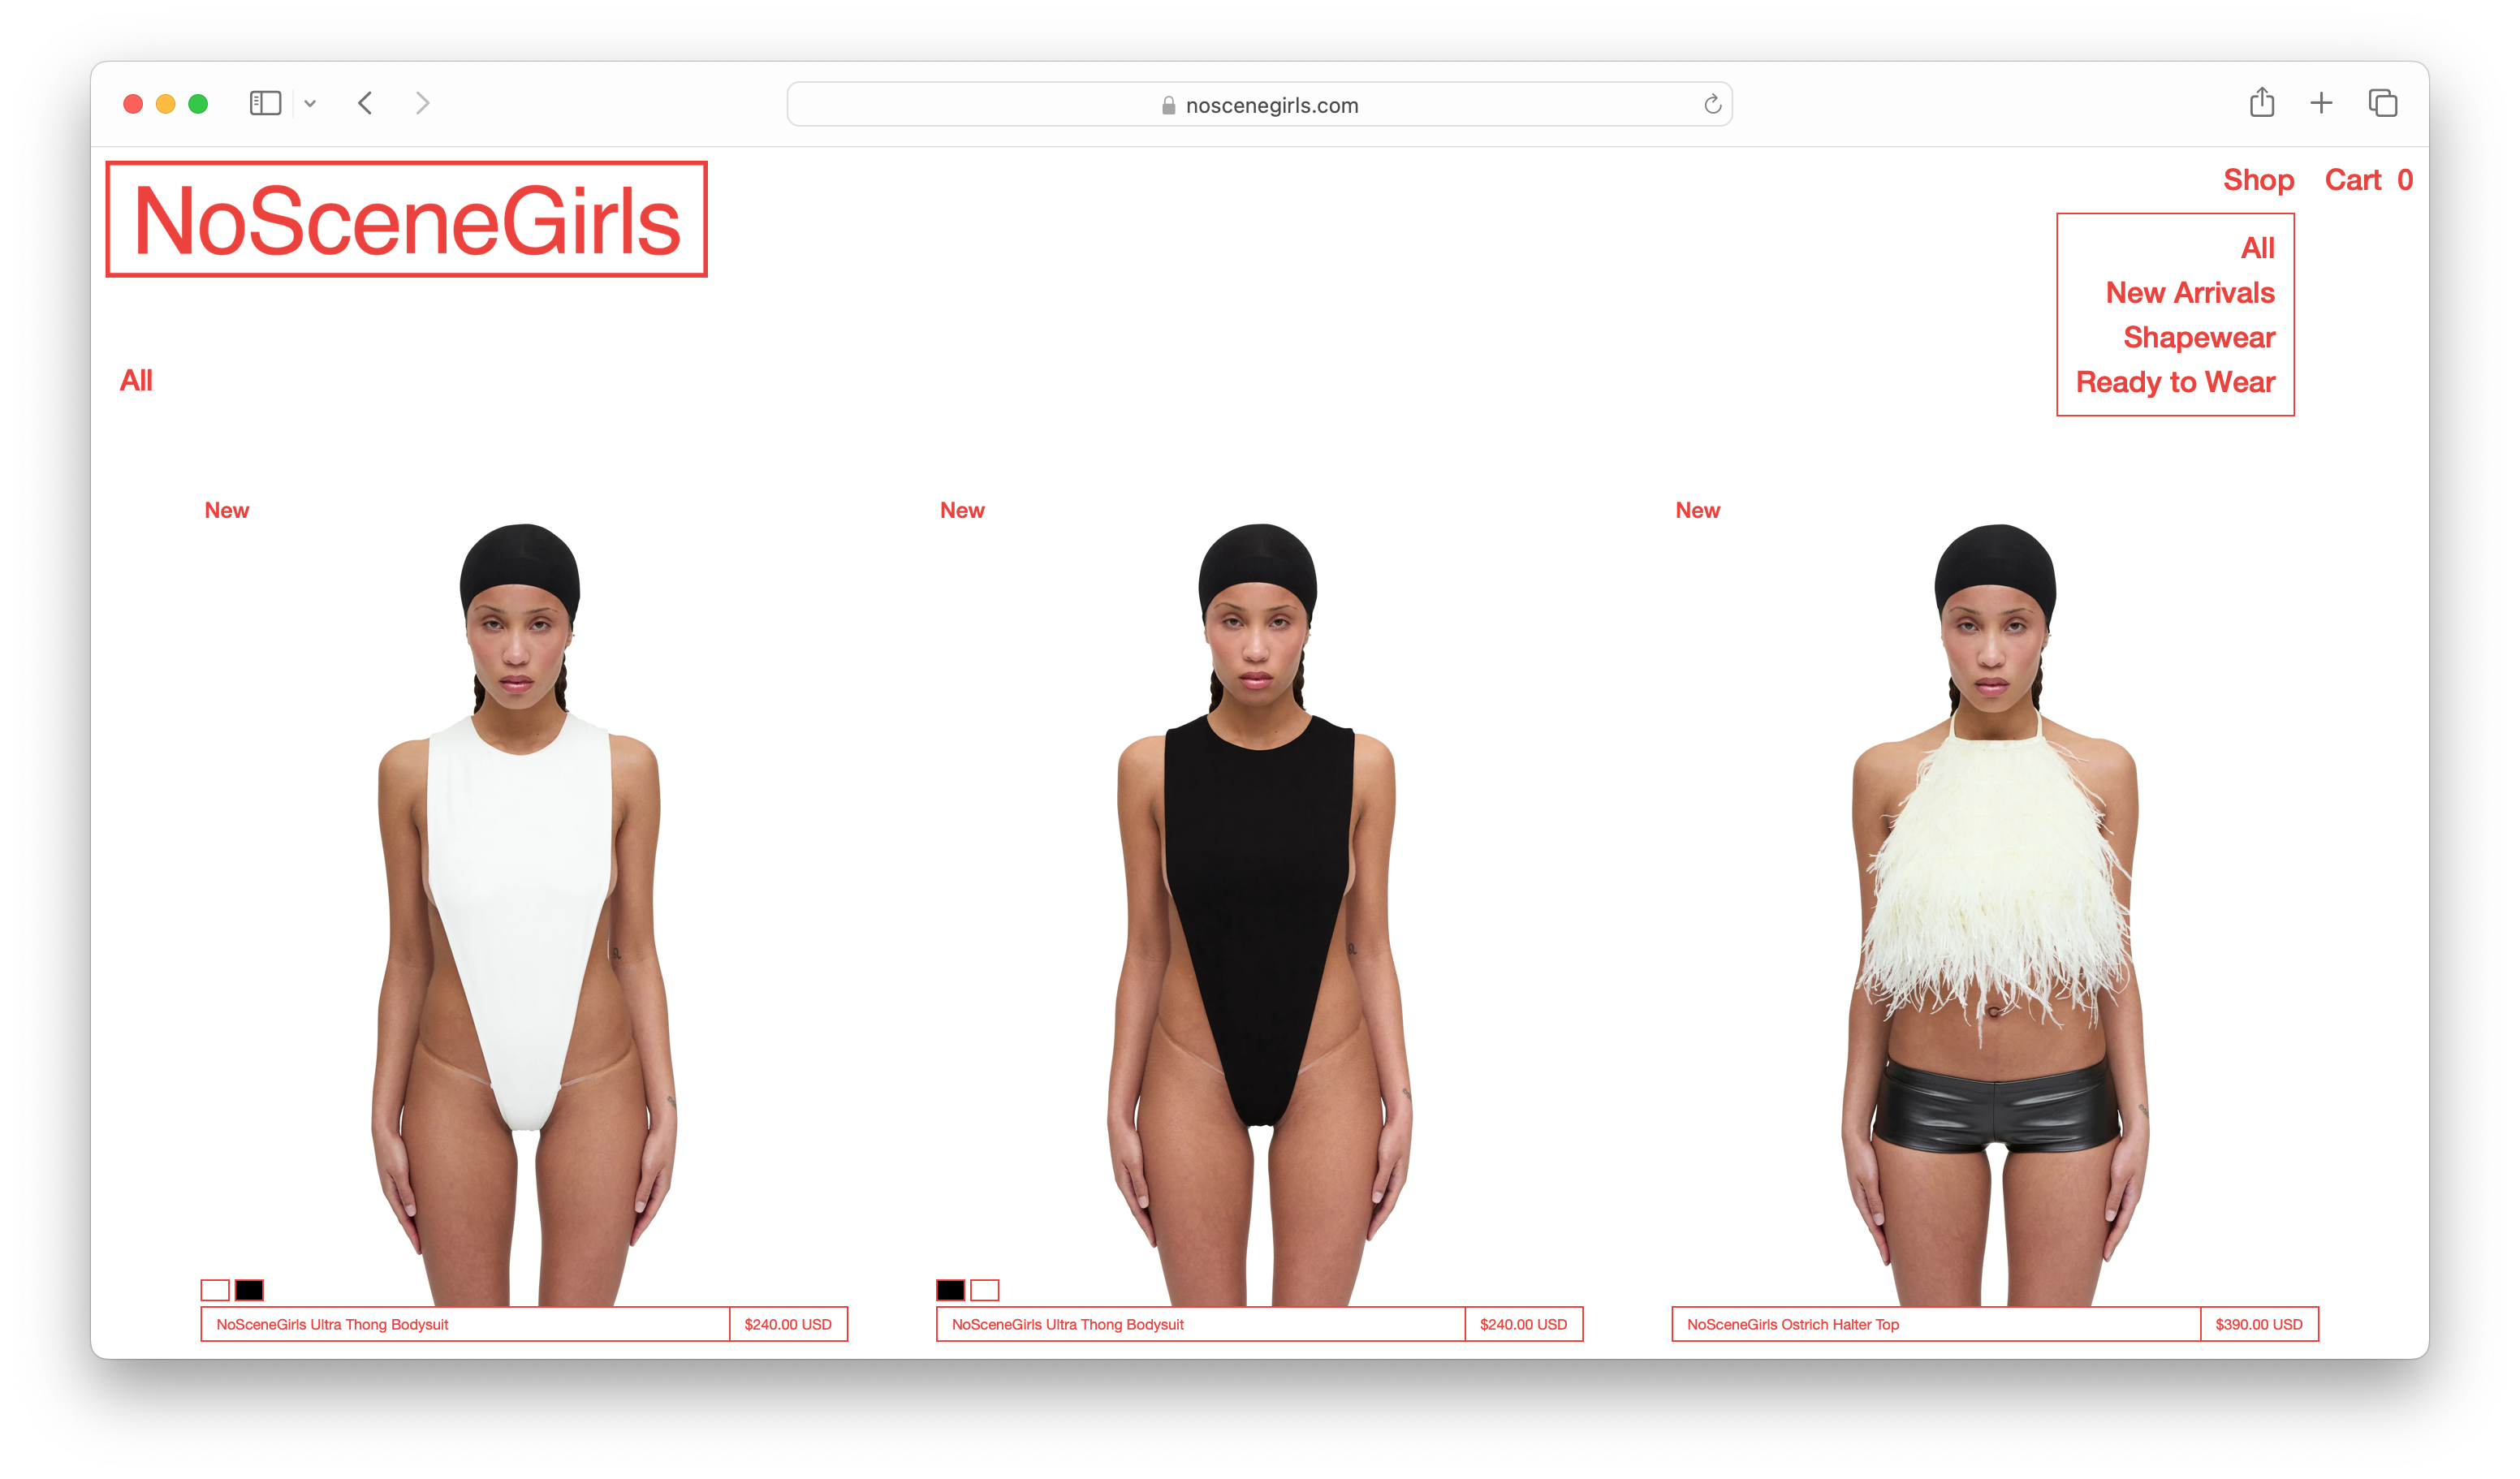 noscenegirls.com
NoSceneGirls
Shop Cart 0
All
New Arrivals
Shapewear
Ready to Wear
All
New
New
New
NoSceneGirls Ultra Thong Bodysuit $240.00 USD
NoSceneGirls Ultra Thong Bodysuit $240.00 USD
NoSceneGirls Ostrich Halter Top $390.00 USD